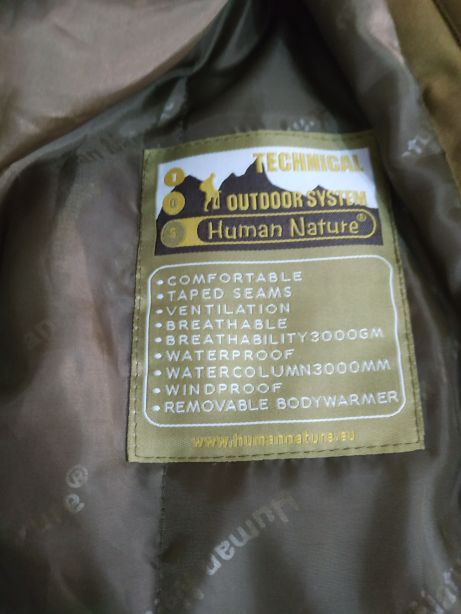 T TECHNICAL
O OUTDOOR SYSTEM
S Human Nature®
• COMFORTABLE
• TAPED SEAMS
• VENTILATION
• BREATHABLE
• BREATHABILITY3000GM
• WATERPROOF
• WATERCOLUMN3000MM
• WINDPROOF
• REMOVABLE BODYWARMER
www.humannature.eu
Human